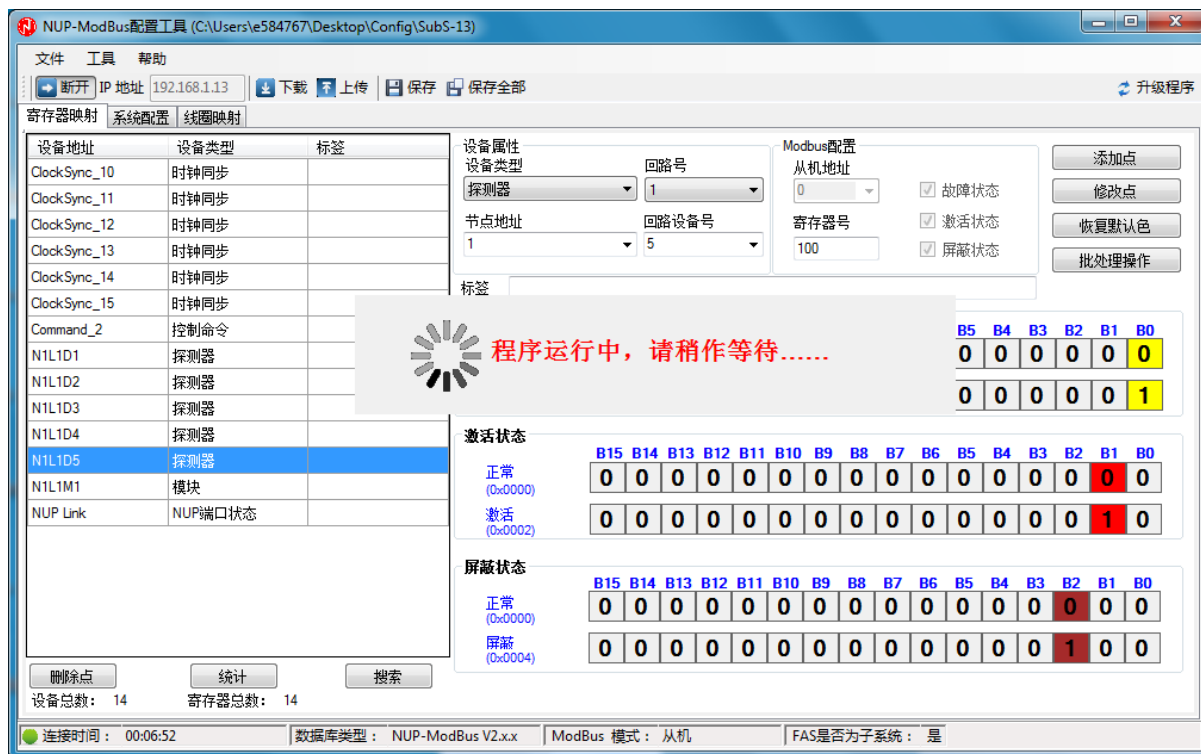 NUP-ModBus配置工具 (C:\Users\e584767\Desktop\Config\SubS-13)
文件 工具 帮助
断开 IP 地址 192.168.1.13 下载 上传 保存 保存全部 升级程序
寄存器映射 系统配置 线圈映射
设备地址 设备类型 标签
ClockSync_10 时钟同步
ClockSync_11 时钟同步
ClockSync_12 时钟同步
ClockSync_13 时钟同步
ClockSync_14 时钟同步
ClockSync_15 时钟同步
Command_2 控制命令
N1L1D1 探测器
N1L1D2 探测器
N1L1D3 探测器
N1L1D4 探测器
N1L1D5 探测器
N1L1M1 模块
NUP Link NUP端口状态
删除点 统计 搜索
设备总数: 14 寄存器总数: 14
设备属性
设备类型 回路号
探测器 1
节点地址 回路设备号
1 5
Modbus配置
从机地址
0 故障状态
寄存器号 激活状态
100 屏蔽状态
添加点
修改点
恢复默认色
批处理操作
标签
程序运行中，请稍作等待......
B5 B4 B3 B2 B1 B0
0 0 0 0 0 0
0 0 0 0 0 1
激活状态
B15 B14 B13 B12 B11 B10 B9 B8 B7 B6 B5 B4 B3 B2 B1 B0
正常 0 0 0 0 0 0 0 0 0 0 0 0 0 0 0 0
(0x0000)
激活 0 0 0 0 0 0 0 0 0 0 0 0 0 0 1 0
(0x0002)
屏蔽状态
B15 B14 B13 B12 B11 B10 B9 B8 B7 B6 B5 B4 B3 B2 B1 B0
正常 0 0 0 0 0 0 0 0 0 0 0 0 0 0 0 0
(0x0000)
屏蔽 0 0 0 0 0 0 0 0 0 0 0 0 0 1 0 0
(0x0004)
连接时间： 00:06:52 数据库类型： NUP-ModBus V2.x.x ModBus 模式： 从机 FAS是否为子系统： 是